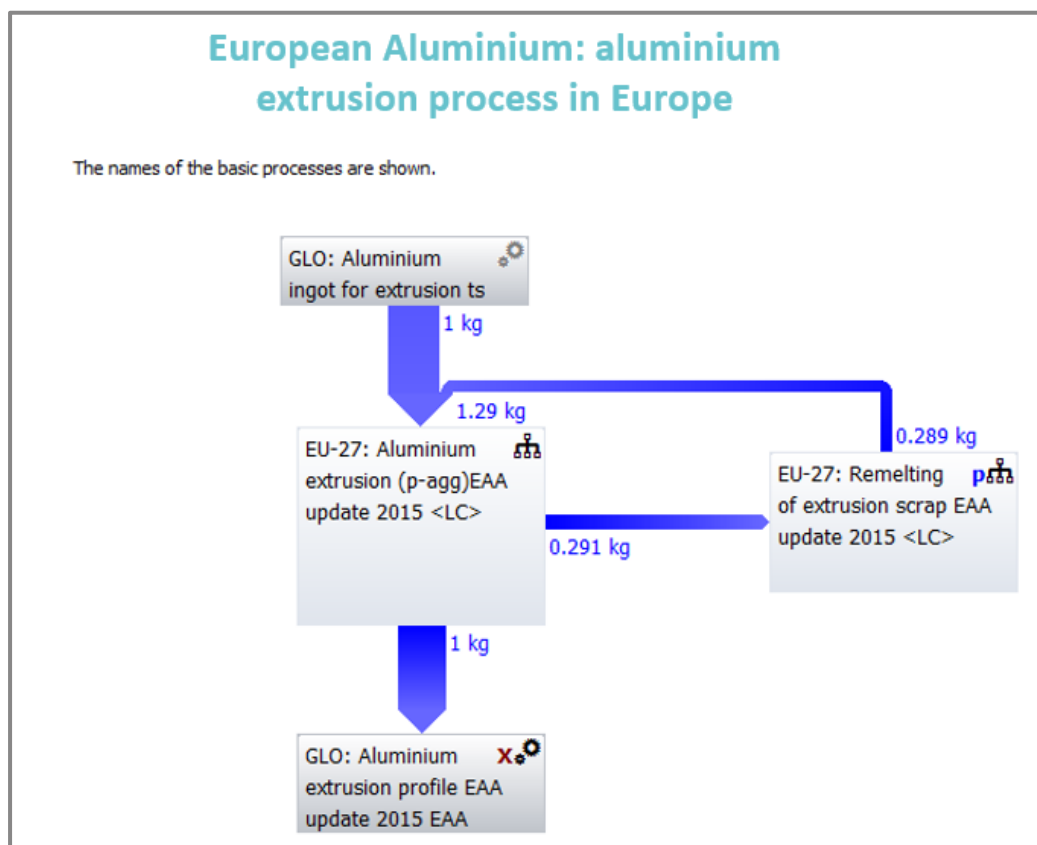 European Aluminium: aluminium
extrusion process in Europe
The names of the basic processes are shown.
GLO: Aluminium
ingot for extrusion ts
1 kg
1.29 kg
0.289 kg
EU-27: Aluminium
extrusion (p-agg)EAA
update 2015 <LC>
EU-27: Remelting p
of extrusion scrap EAA
update 2015 <LC>
0.291 kg
1 kg
GLO: Aluminium X
extrusion profile EAA
update 2015 EAA